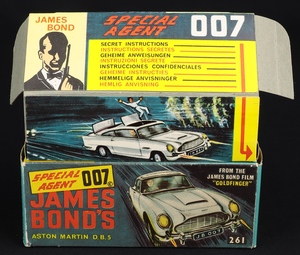 JAMES
BOND
SPECIAL
AGENT
007
SECRET INSTRUCTIONS
INSTRUCTIONS SECRETES
GEHEIME ANWEISUNGEN
INSTRUZIONI SEGRETE
INSTRUCCIONES CONFIDENCIALES
GEHEIME INSTRUCTIES
HEMMELIGE ANVISNINGER
HEMLIG ANVISNING
SPECIAL
AGENT
007
JAMES
BOND'S
ASTON MARTIN D.B.5
FROM THE
JAMES BOND FILM
"GOLDFINGER"
261